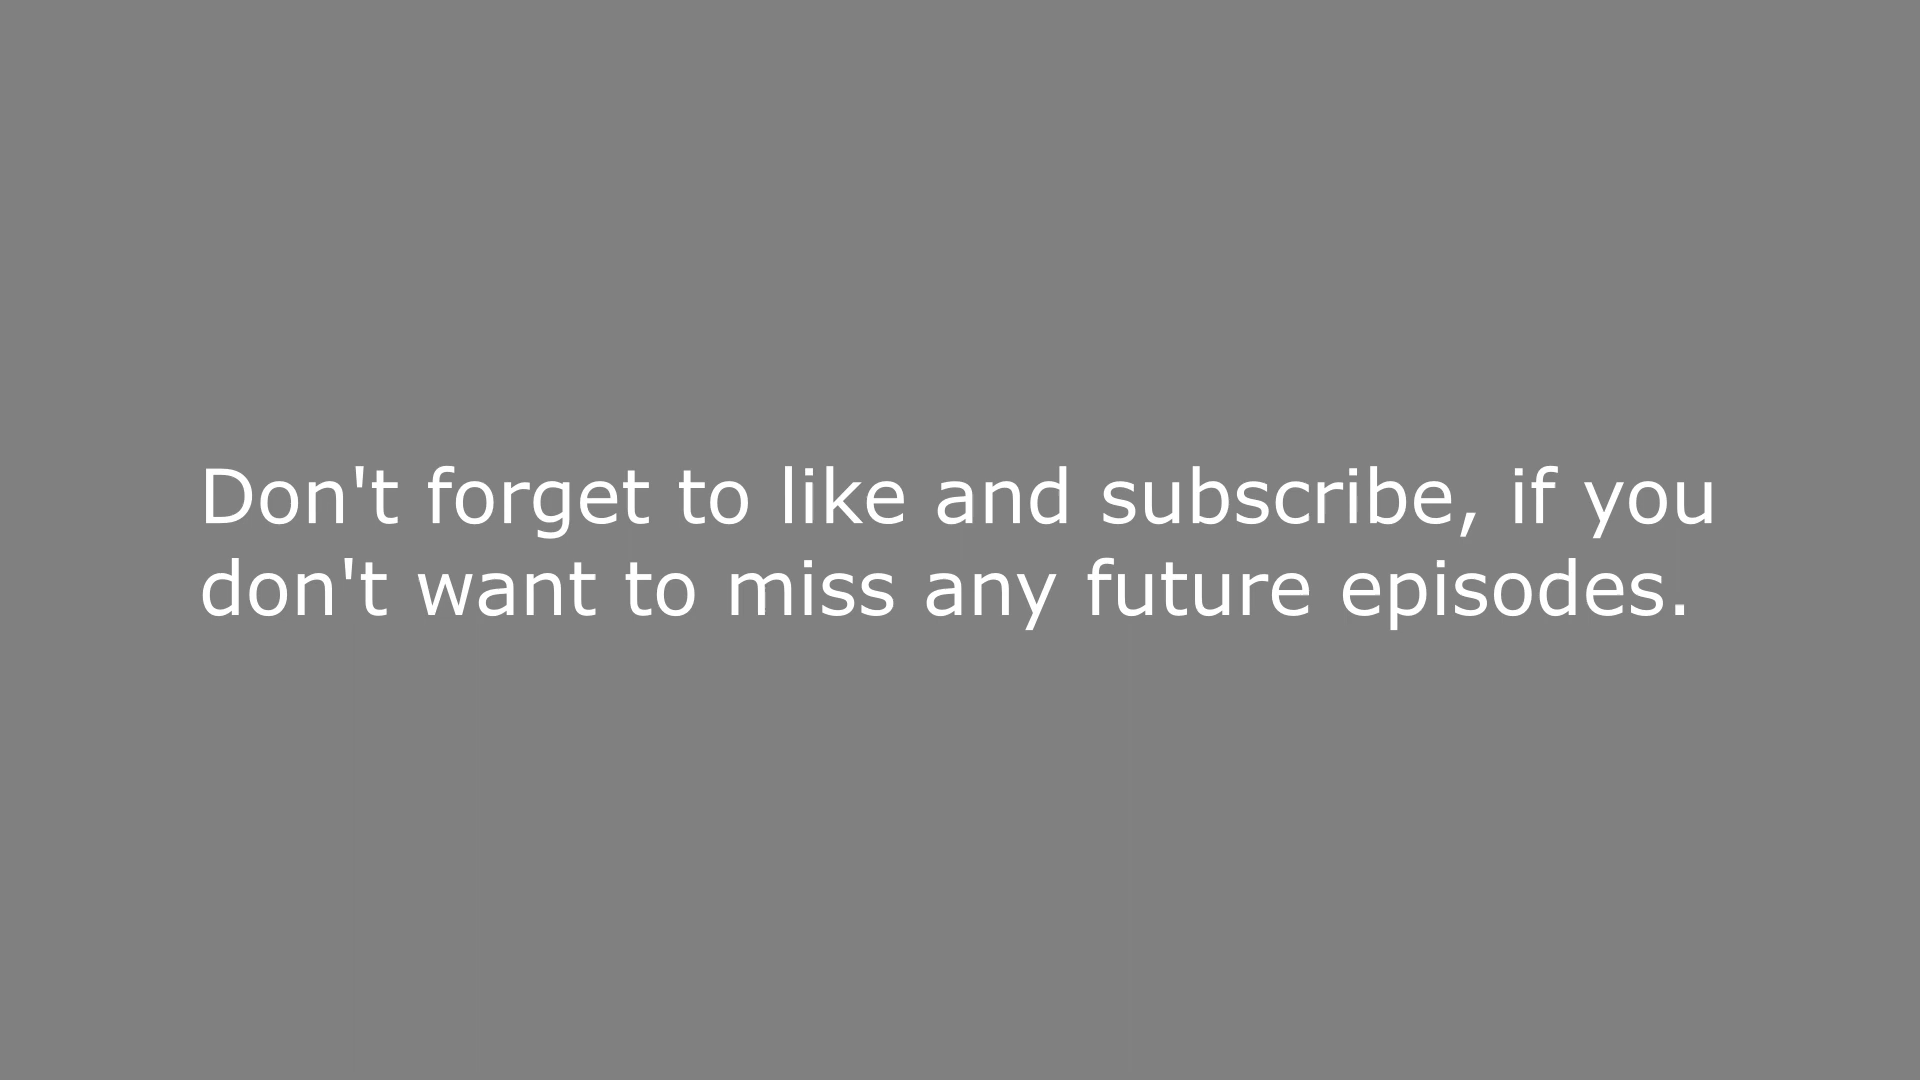 Don't forget to like and subscribe, if you
don't want to miss any future episodes.